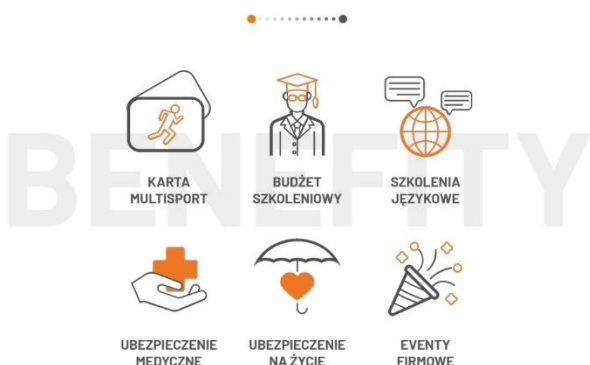 BENEFITY
KARTA
MULTISPORT
BUDŻET
SZKOLENIOWY
SZKOLENIA
JĘZYKOWE
UBEZPIECZENIE
MEDYCZNE
UBEZPIECZENIE
NA ŻYCIE
EVENTY
FIRMOWE